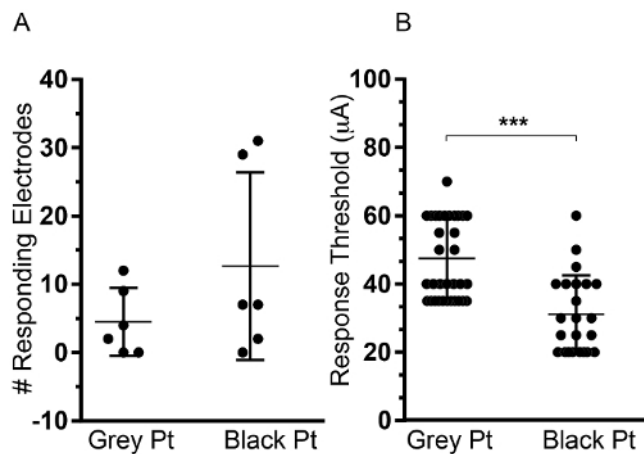 A
B
# Responding Electrodes
40
30
20
10
0
-10
Grey Pt
Black Pt
Response Threshold (µA)
100
80
60
40
20
0
***
Grey Pt
Black Pt